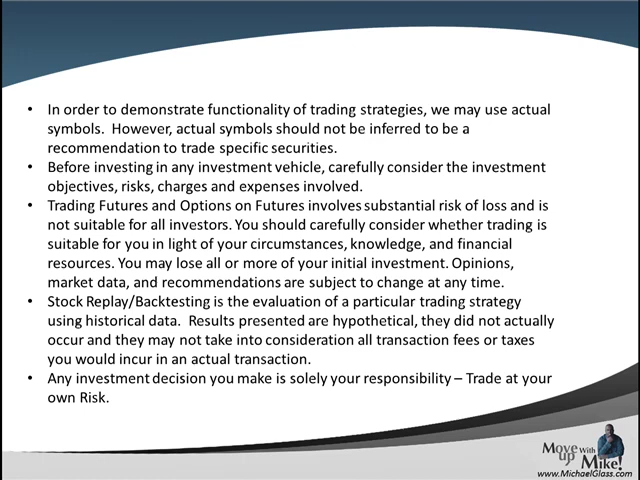 • In order to demonstrate functionality of trading strategies, we may use actual
symbols.  However, actual symbols should not be inferred to be a
recommendation to trade specific securities.
• Before investing in any investment vehicle, carefully consider the investment
objectives, risks, charges and expenses involved.
• Trading Futures and Options on Futures involves substantial risk of loss and is
not suitable for all investors. You should carefully consider whether trading is
suitable for you in light of your circumstances, knowledge, and financial
resources. You may lose all or more of your initial investment. Opinions,
market data, and recommendations are subject to change at any time.
• Stock Replay/Backtesting is the evaluation of a particular trading strategy
using historical data.  Results presented are hypothetical, they did not actually
occur and they may not take into consideration all transaction fees or taxes
you would incur in an actual transaction.
• Any investment decision you make is solely your responsibility – Trade at your
own Risk.
Move With
up Mike!
www.MichaelGlass.com